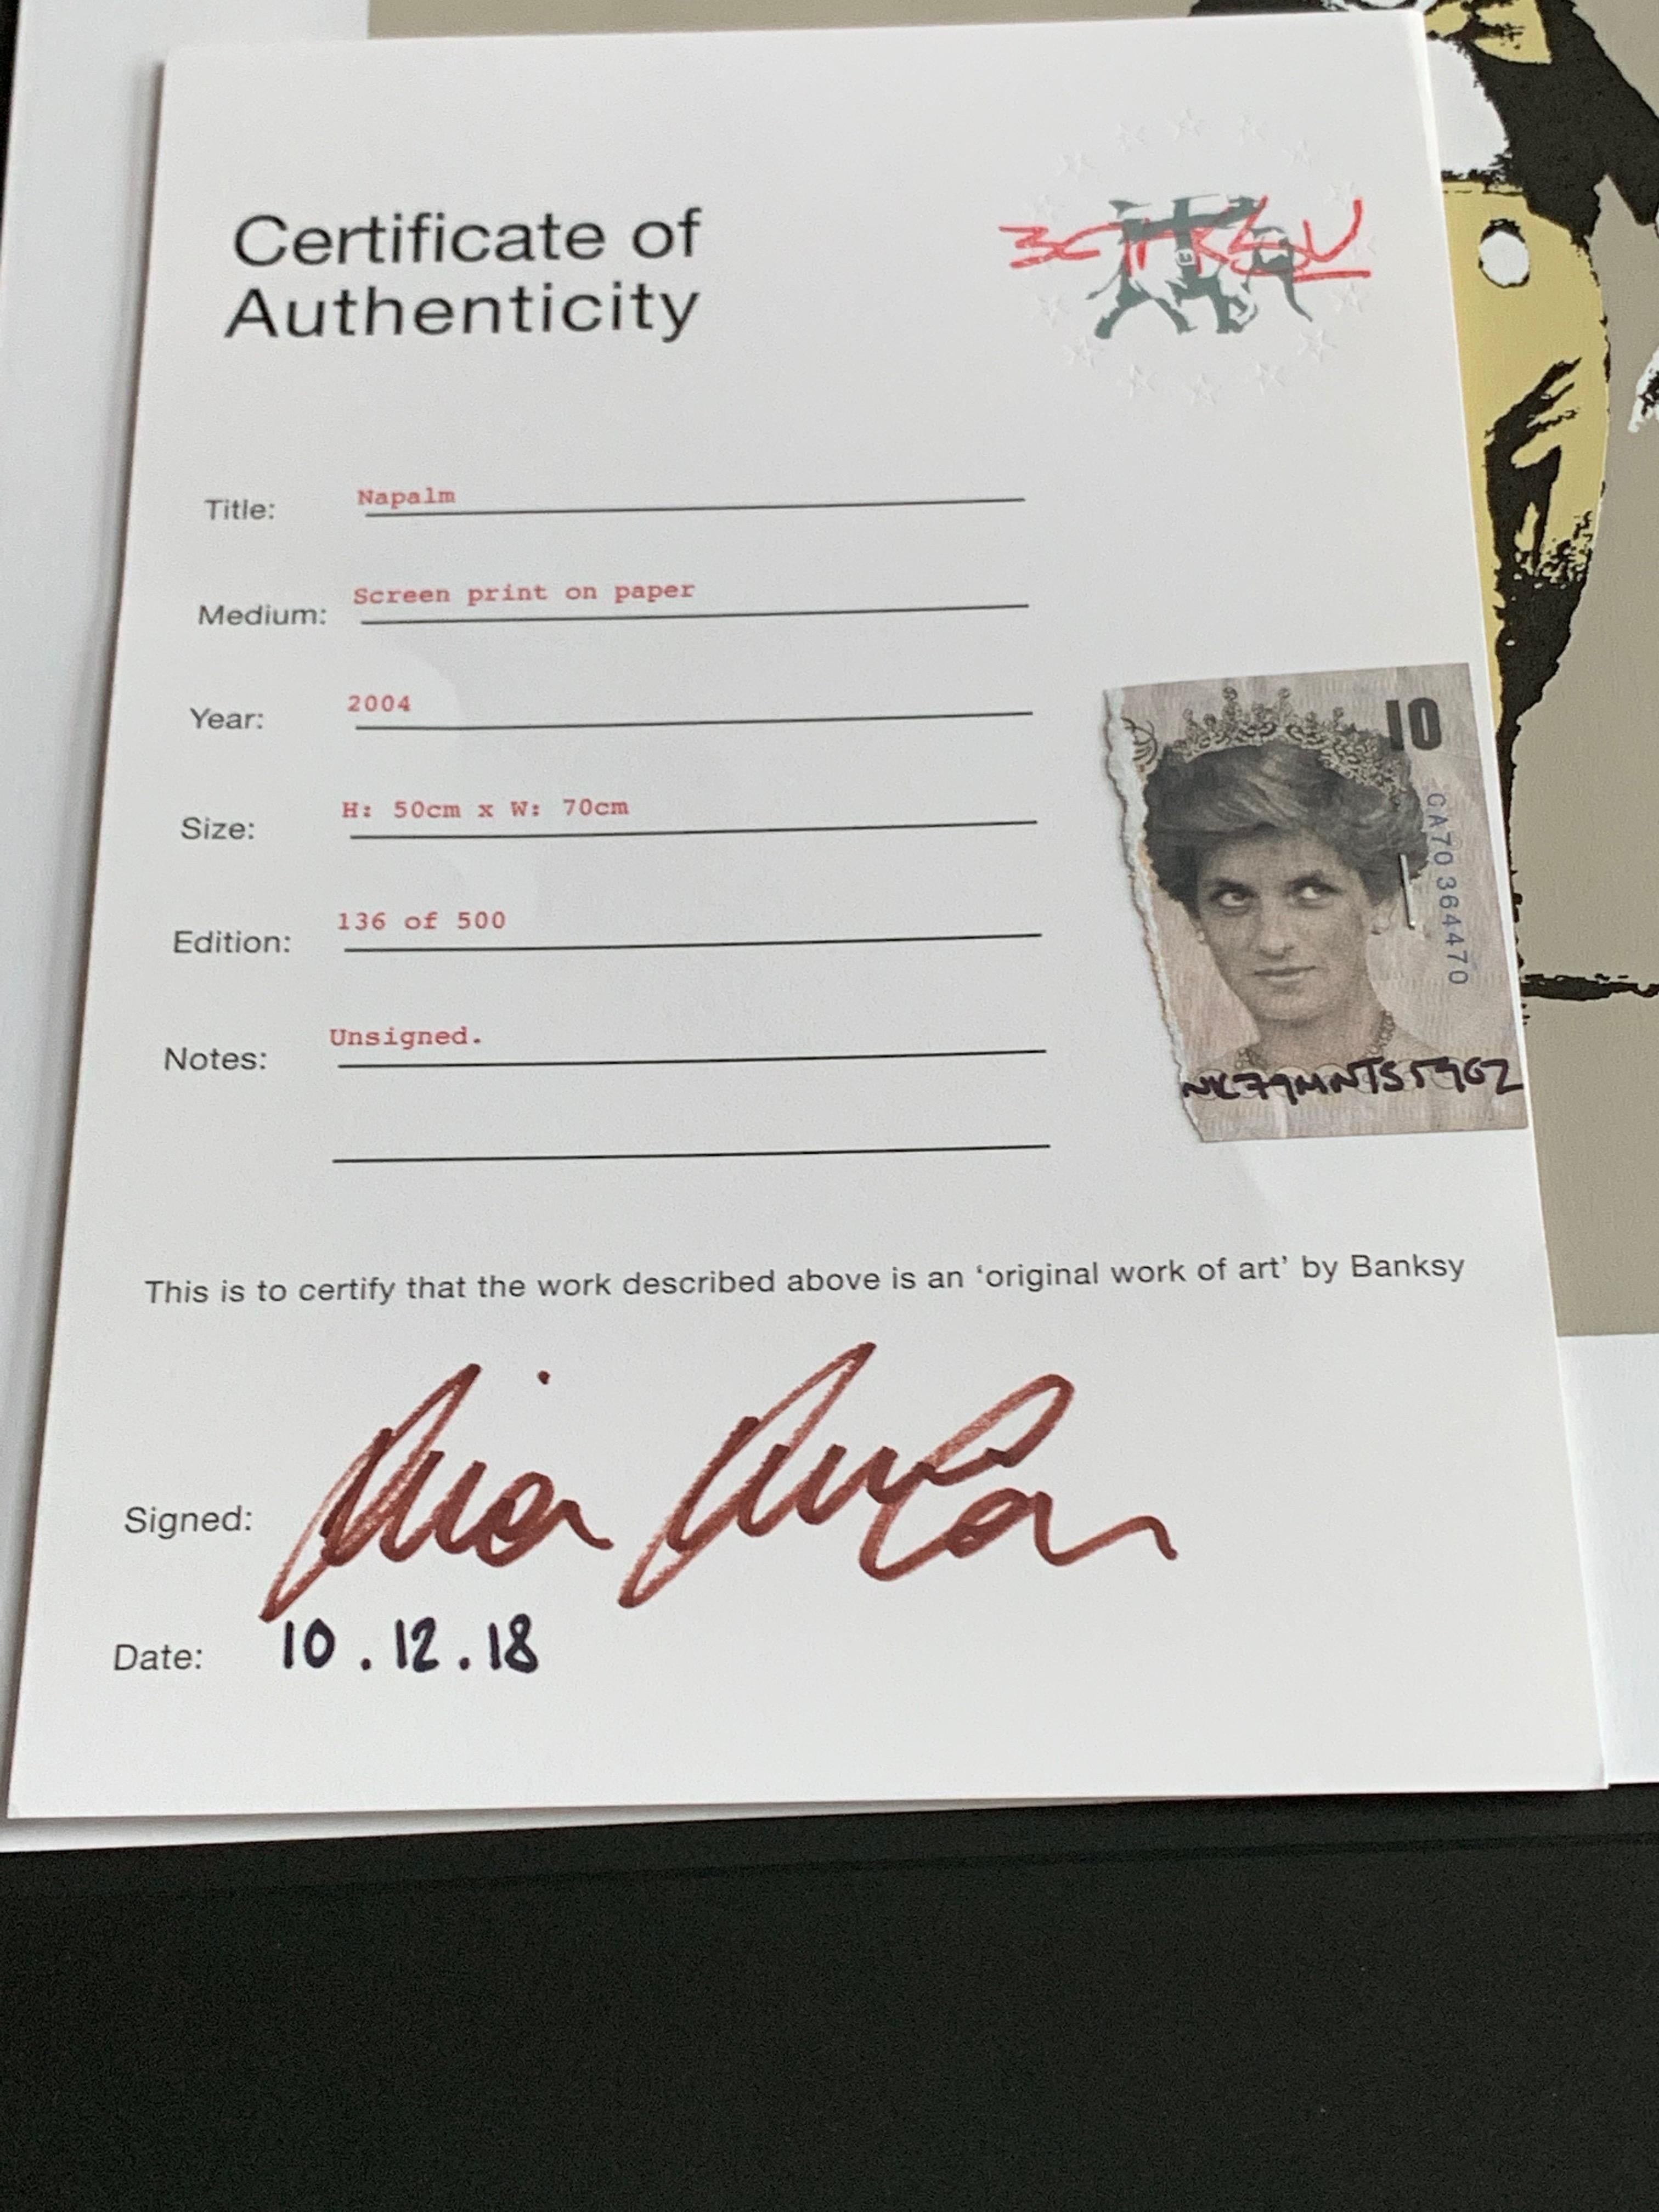 Certificate of
Authenticity
Title: Napalm
Medium: Screen print on paper
Year: 2004
Size: H: 50cm x W: 70cm
Edition: 136 of 500
Notes: Unsigned.
10
CA70 364470
This is to certify that the work described above is an ‘original work of art’ by Banksy
Signed:
Date: 10.12.18